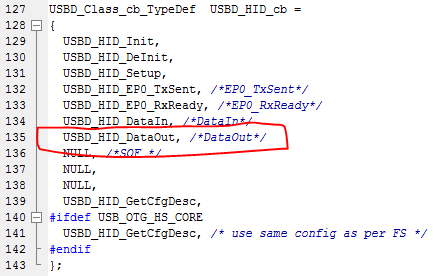 127 USBD_Class_cb_TypeDef  USBD_HID_cb =
128 {
129   USBD_HID_Init,
130   USBD_HID_DeInit,
131   USBD_HID_Setup,
132   USBD_HID_EP0_TxSent, /*EP0_TxSent*/
133   USBD_HID_EP0_RxReady, /*EP0_RxReady*/
134   USBD_HID_DataIn, /*DataIn*/
135   USBD_HID_DataOut, /*DataOut*/
136   NULL, /*SOF */
137   NULL,
138   NULL,
139   USBD_HID_GetCfgDesc,
140 #ifdef USB_OTG_HS_CORE
141   USBD_HID_GetCfgDesc, /* use same config as per FS */
142 #endif
143 };